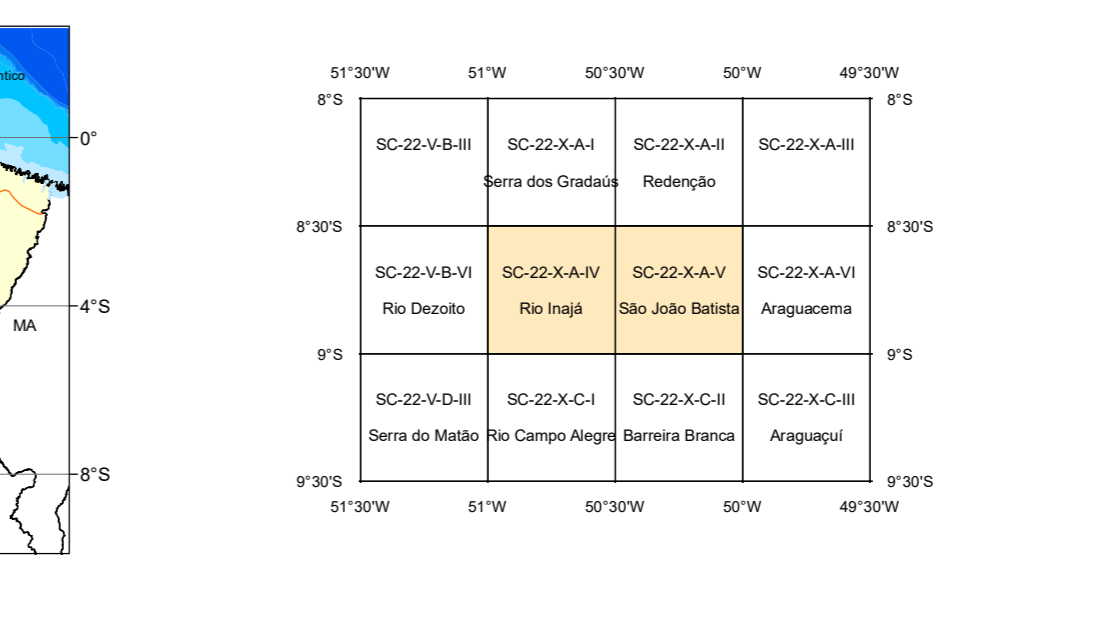 ntico
0°
4°S
MA
8°S
51°30'W 51°W 50°30'W 50°W 49°30'W
8°S 8°S
SC-22-V-B-III SC-22-X-A-I SC-22-X-A-II SC-22-X-A-III
Serra dos Gradaús Redenção
8°30'S 8°30'S
SC-22-V-B-VI SC-22-X-A-IV SC-22-X-A-V SC-22-X-A-VI
Rio Dezoito Rio Inajá São João Batista Araguacema
9°S 9°S
SC-22-V-D-III SC-22-X-C-I SC-22-X-C-II SC-22-X-C-III
Serra do Matão Rio Campo Alegre Barreira Branca Araguaçuí
9°30'S 9°30'S
51°30'W 51°W 50°30'W 50°W 49°30'W